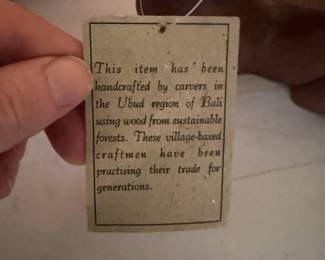 This item has been
handcrafted by carvers in
the Ubud region of Bali
using wood from sustainable
forests. These village-based
craftmen have been
practising their trade for
generations.